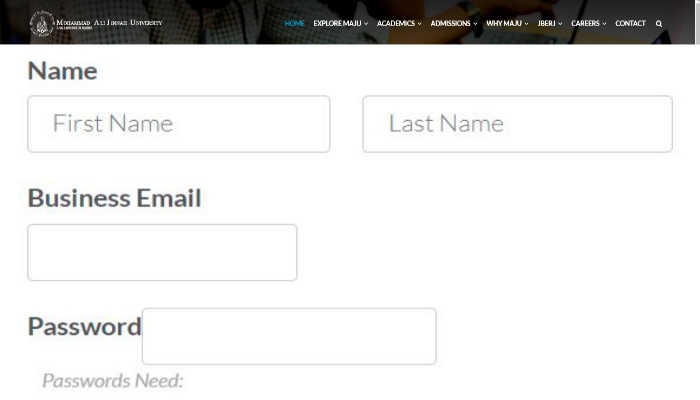 Mohammad Ali Jinnah University
HOME EXPLORE MAJU ACADEMICS ADMISSIONS WHY MAJU JBERJ CAREERS CONTACT
Name
First Name Last Name
Business Email
Password
Passwords Need: